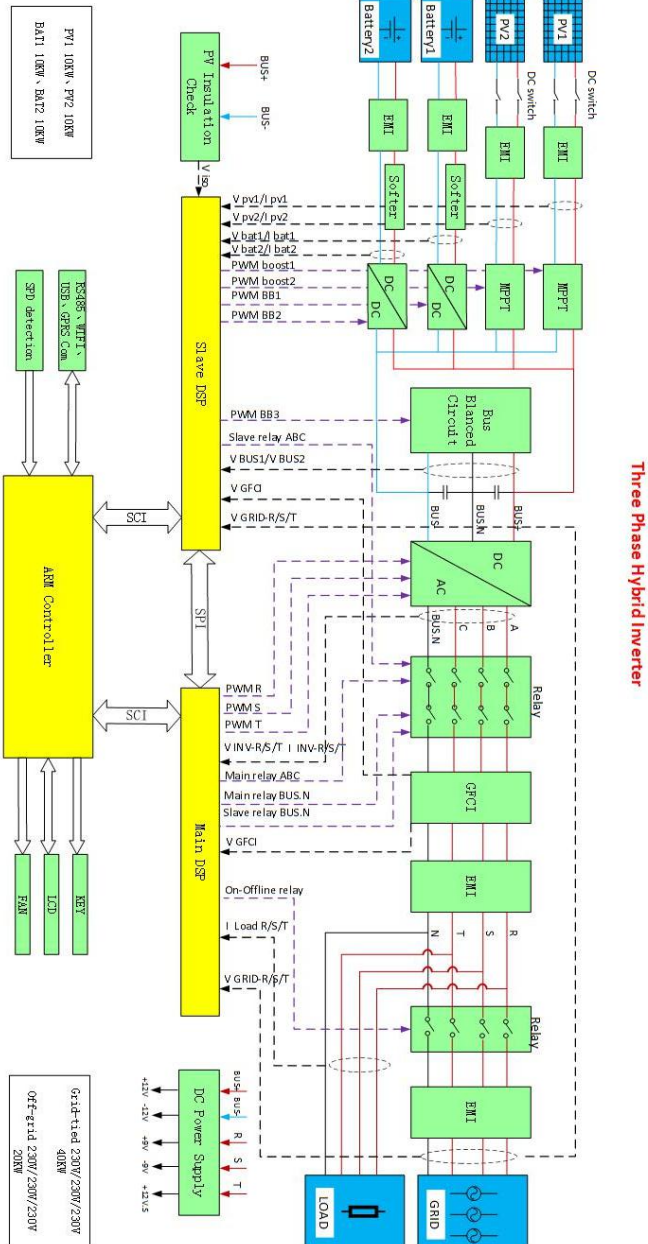 Three Phase Hybrid Inverter
PV1
DC switch
EMI
MPPT
PV2
DC switch
EMI
MPPT
Battery1
EMI
Softer
DC
DC
Battery2
EMI
Softer
DC
DC
Bus
Blanced
Circuit
BUS+
BUS.N
BUS-
DC
AC
A
B
C
BUS.N
Relay
GFCI
EMI
R
S
T
N
Relay
EMI
GRID
LOAD
BUS+
BUS-
PV Insulation
Check
V iso
V pv1/I pv1
V pv2/I pv2
V bat1/I bat1
V bat2/I bat2
PWM boost1
PWM boost2
PWM BB1
PWM BB2
PWM BB3
Slave relay ABC
V BUS1/V BUS2
V GFCI
V GRID-R/S/T
Slave DSP
SPI
PWM R
PWM S
PWM T
V INV-R/S/T I INV-R/S/T
Main relay ABC
Main relay BUS.N
Slave relay BUS.N
V GFCI
On-Offline relay
I Load R/S/T
V GRID-R/S/T
Main DSP
BUS+
BUS-
R
S
T
DC Power Supply
+12V
-12V
+9V
-9V
+12V.S
SCI
SCI
RS485、WIFI、
USB、GPRS Com
SPD detection
ARM Controller
KEY
LCD
FAN
PV1 10KW、PV2 10KW
BAT1 10KW、BAT2 10KW
Grid-tied 230V/230V/230V
40KW
Off-grid 230V/230V/230V
20KW